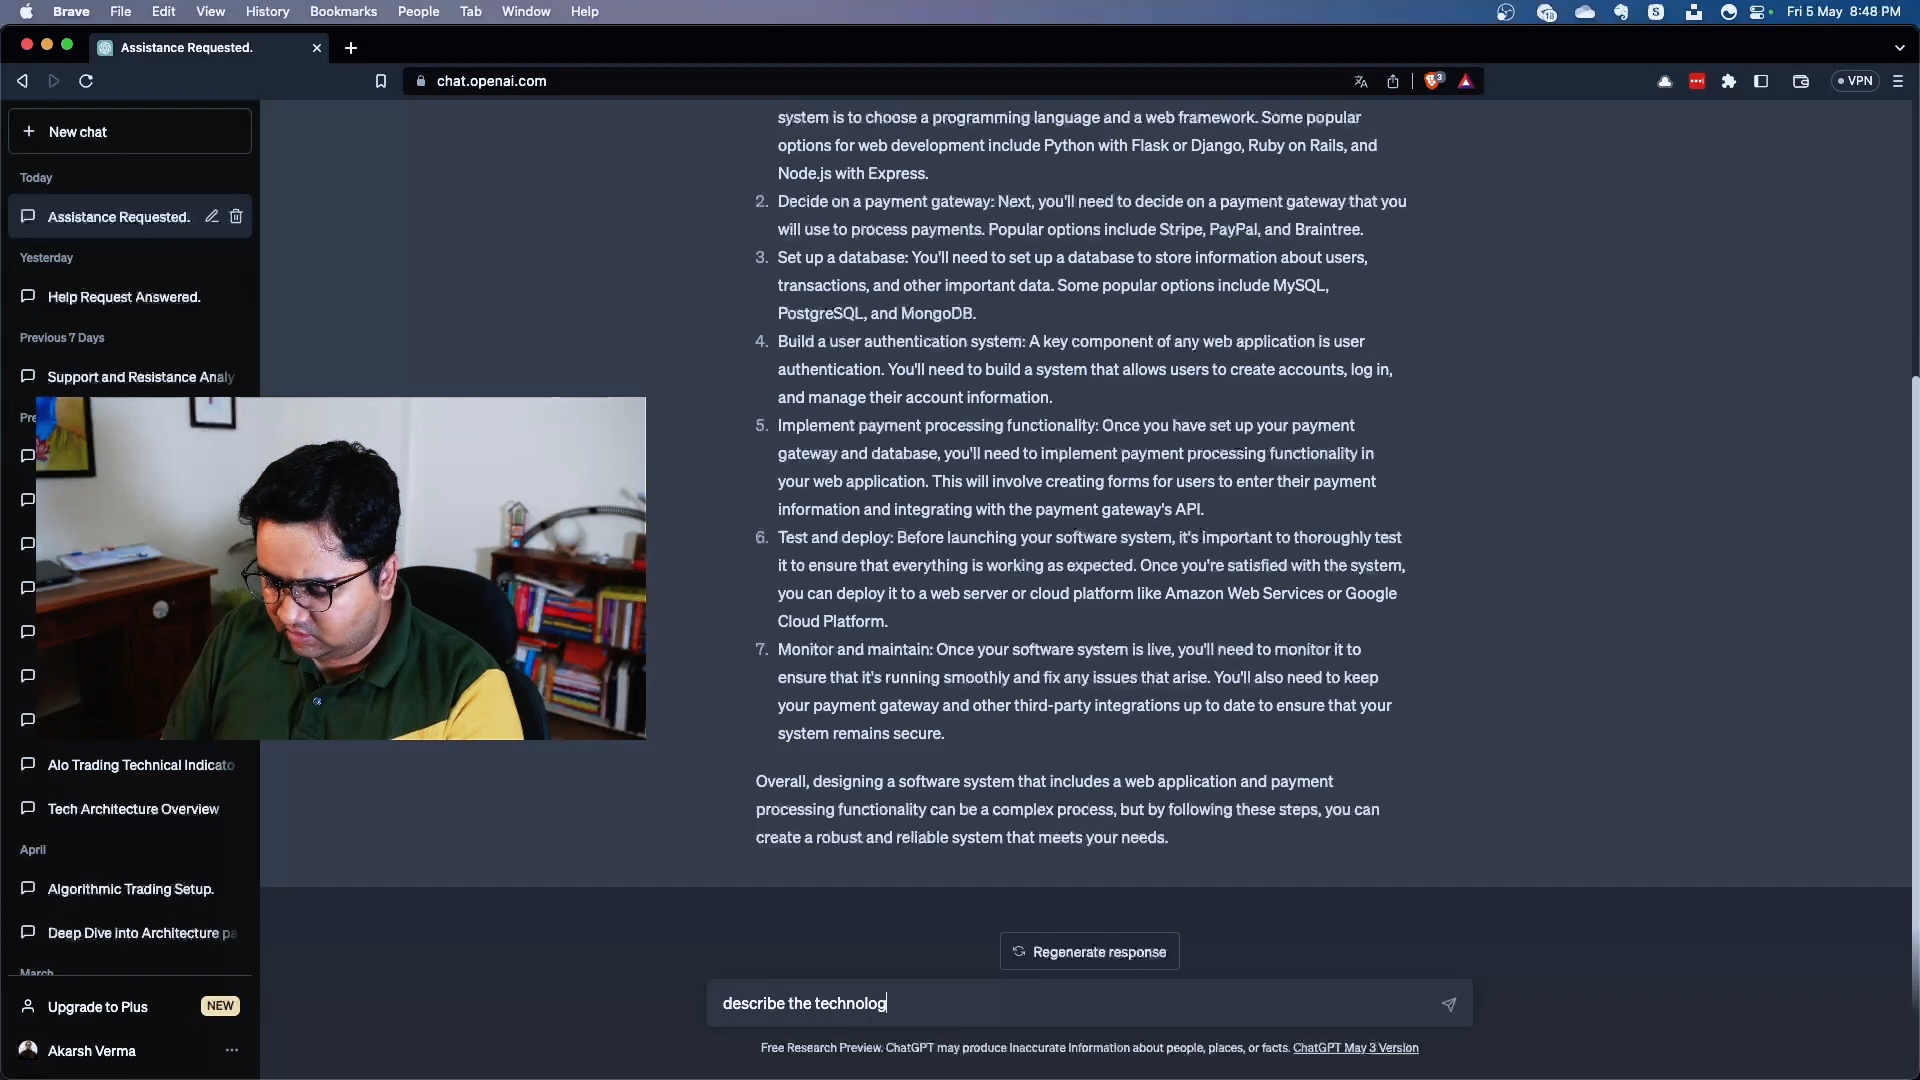 Brave File Edit View History Bookmarks People Tab Window Help
18
S
Fri 5 May 8:48 PM
Assistance Requested.
chat.openai.com
3
VPN
New chat
Today
Assistance Requested.
Yesterday
Help Request Answered.
Previous 7 Days
Support and Resistance Analy
Pre
Alo Trading Technical Indicato
Tech Architecture Overview
April
Algorithmic Trading Setup.
Deep Dive into Architecture pa
March
Upgrade to Plus NEW
Akarsh Verma
system is to choose a programming language and a web framework. Some popular
options for web development include Python with Flask or Django, Ruby on Rails, and
Node.js with Express.
2. Decide on a payment gateway: Next, you'll need to decide on a payment gateway that you
will use to process payments. Popular options include Stripe, PayPal, and Braintree.
3. Set up a database: You'll need to set up a database to store information about users,
transactions, and other important data. Some popular options include MySQL,
PostgreSQL, and MongoDB.
4. Build a user authentication system: A key component of any web application is user
authentication. You'll need to build a system that allows users to create accounts, log in,
and manage their account information.
5. Implement payment processing functionality: Once you have set up your payment
gateway and database, you'll need to implement payment processing functionality in
your web application. This will involve creating forms for users to enter their payment
information and integrating with the payment gateway's API.
6. Test and deploy: Before launching your software system, it's important to thoroughly test
it to ensure that everything is working as expected. Once you're satisfied with the system,
you can deploy it to a web server or cloud platform like Amazon Web Services or Google
Cloud Platform.
7. Monitor and maintain: Once your software system is live, you'll need to monitor it to
ensure that it's running smoothly and fix any issues that arise. You'll also need to keep
your payment gateway and other third-party integrations up to date to ensure that your
system remains secure.
Overall, designing a software system that includes a web application and payment
processing functionality can be a complex process, but by following these steps, you can
create a robust and reliable system that meets your needs.
Regenerate response
describe the technolog
Free Research Preview. ChatGPT may produce inaccurate information about people, places, or facts. ChatGPT May 3 Version